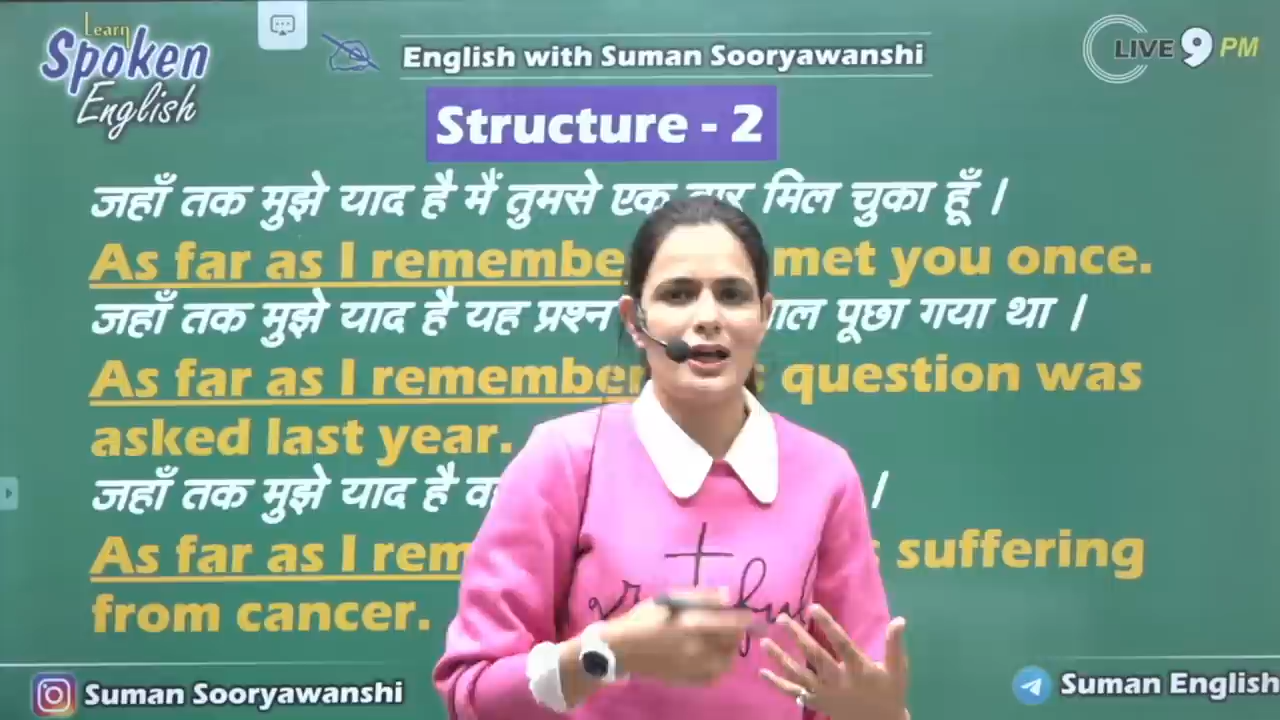 Learn
Spoken
English
English with Suman Sooryawanshi
LIVE 9 PM
Structure - 2
जहाँ तक मुझे याद है मैं तुमसे एक बार मिल चुका हूँ ।
As far as I remember met you once.
जहाँ तक मुझे याद है यह प्रश्न पूछा गया था ।
As far as I remember question was
asked last year.
जहाँ तक मुझे याद है ।
As far as I suffering
from cancer.
Suman Sooryawanshi
Suman English